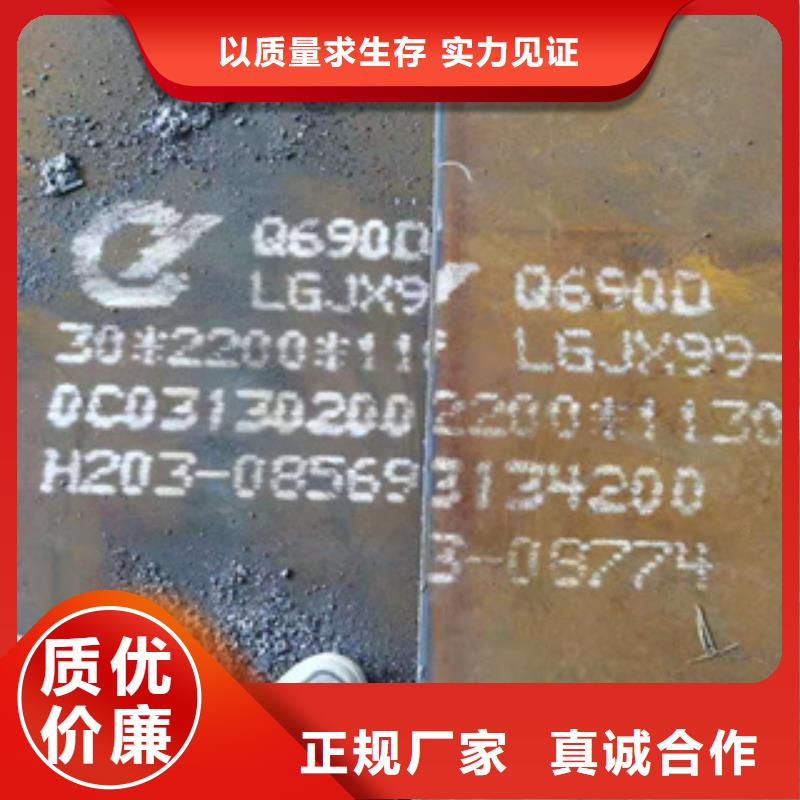 以质量求生存 实力见证
Q690D
LGJX9
30*2200*11
0C03130200
H203-08569
Q690D
LGJX99-
2200*1130
3134200
3-08774
质优
价廉
正规厂家 真诚合作